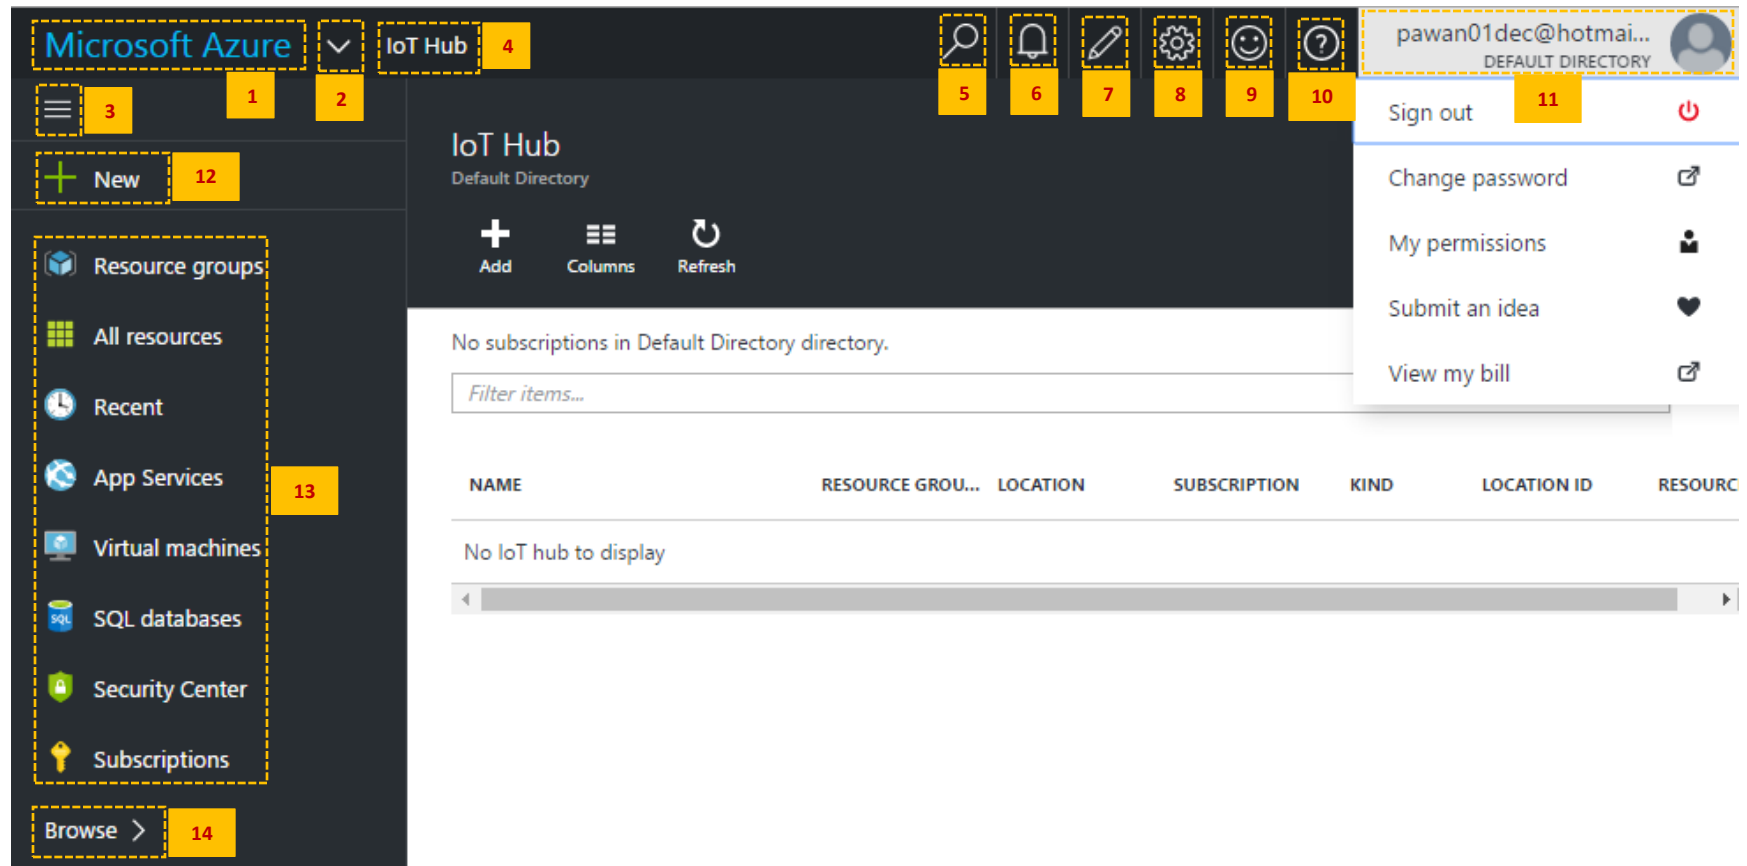 Microsoft Azure
IoT Hub
4
pawan01dec@hotmai...
DEFAULT DIRECTORY
1
2
3
5
6
7
8
9
10
11
Sign out
Change password
My permissions
Submit an idea
View my bill
New
12
IoT Hub
Default Directory
Add
Columns
Refresh
Resource groups
All resources
Recent
App Services
Virtual machines
SQL databases
SQL
Security Center
Subscriptions
13
Browse
14
No subscriptions in Default Directory directory.
Filter items...
NAME RESOURCE GROU... LOCATION SUBSCRIPTION KIND LOCATION ID RESOURC
No IoT hub to display